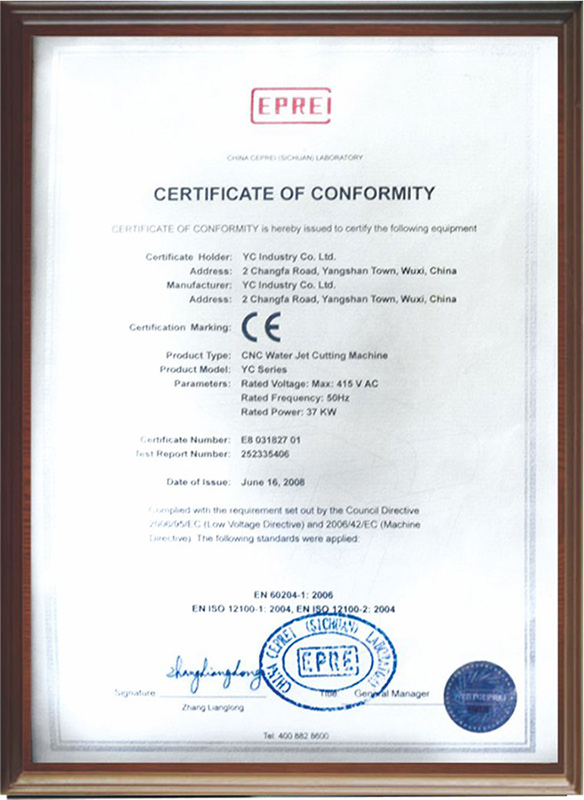 EPREI
CHINA CEPREI (SICHUAN) LABORATORY
CERTIFICATE OF CONFORMITY
CERTIFICATE OF CONFORMITY is hereby issued to certify the following equipment
Certificate Holder: YC Industry Co. Ltd.
Address: 2 Changfa Road, Yangshan Town, Wuxi, China
Manufacturer: YC Industry Co. Ltd.
Address: 2 Changfa Road, Yangshan Town, Wuxi, China
Certification Marking: CE
Product Type: CNC Water Jet Cutting Machine
Product Model: YC Series
Parameters: Rated Voltage: Max: 415 V AC
Rated Frequency: 50Hz
Rated Power: 37 KW
Certificate Number: E8 031827 01
Test Report Number: 252335406
Date of Issue: June 16, 2008
Complied with the requirement set out by the Council Directive
2006/95/EC (Low Voltage Directive) and 2006/42/EC (Machine
Directive). The following standards were applied:
EN 60204-1: 2006
EN ISO 12100-1: 2004, EN ISO 12100-2: 2004
CHINA CEPREI (SICHUAN) LABORATORY
EPREI
Signature Title General Manager
Zhang Lianglong
Tel: 400 882 8600